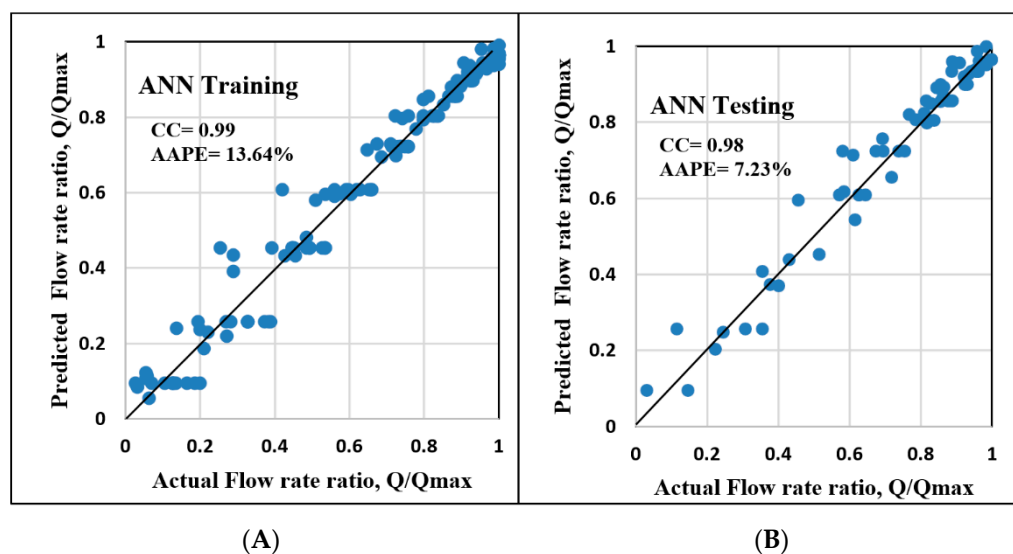 1
0.8
0.6
0.4
0.2
0
0 0.2 0.4 0.6 0.8 1
Predicted Flow rate ratio, Q/Qmax
Actual Flow rate ratio, Q/Qmax
ANN Training
CC= 0.99
AAPE= 13.64%
(A)
1
0.8
0.6
0.4
0.2
0
0 0.2 0.4 0.6 0.8 1
Predicted Flow rate ratio, Q/Qmax
Actual Flow rate ratio, Q/Qmax
ANN Testing
CC= 0.98
AAPE= 7.23%
(B)